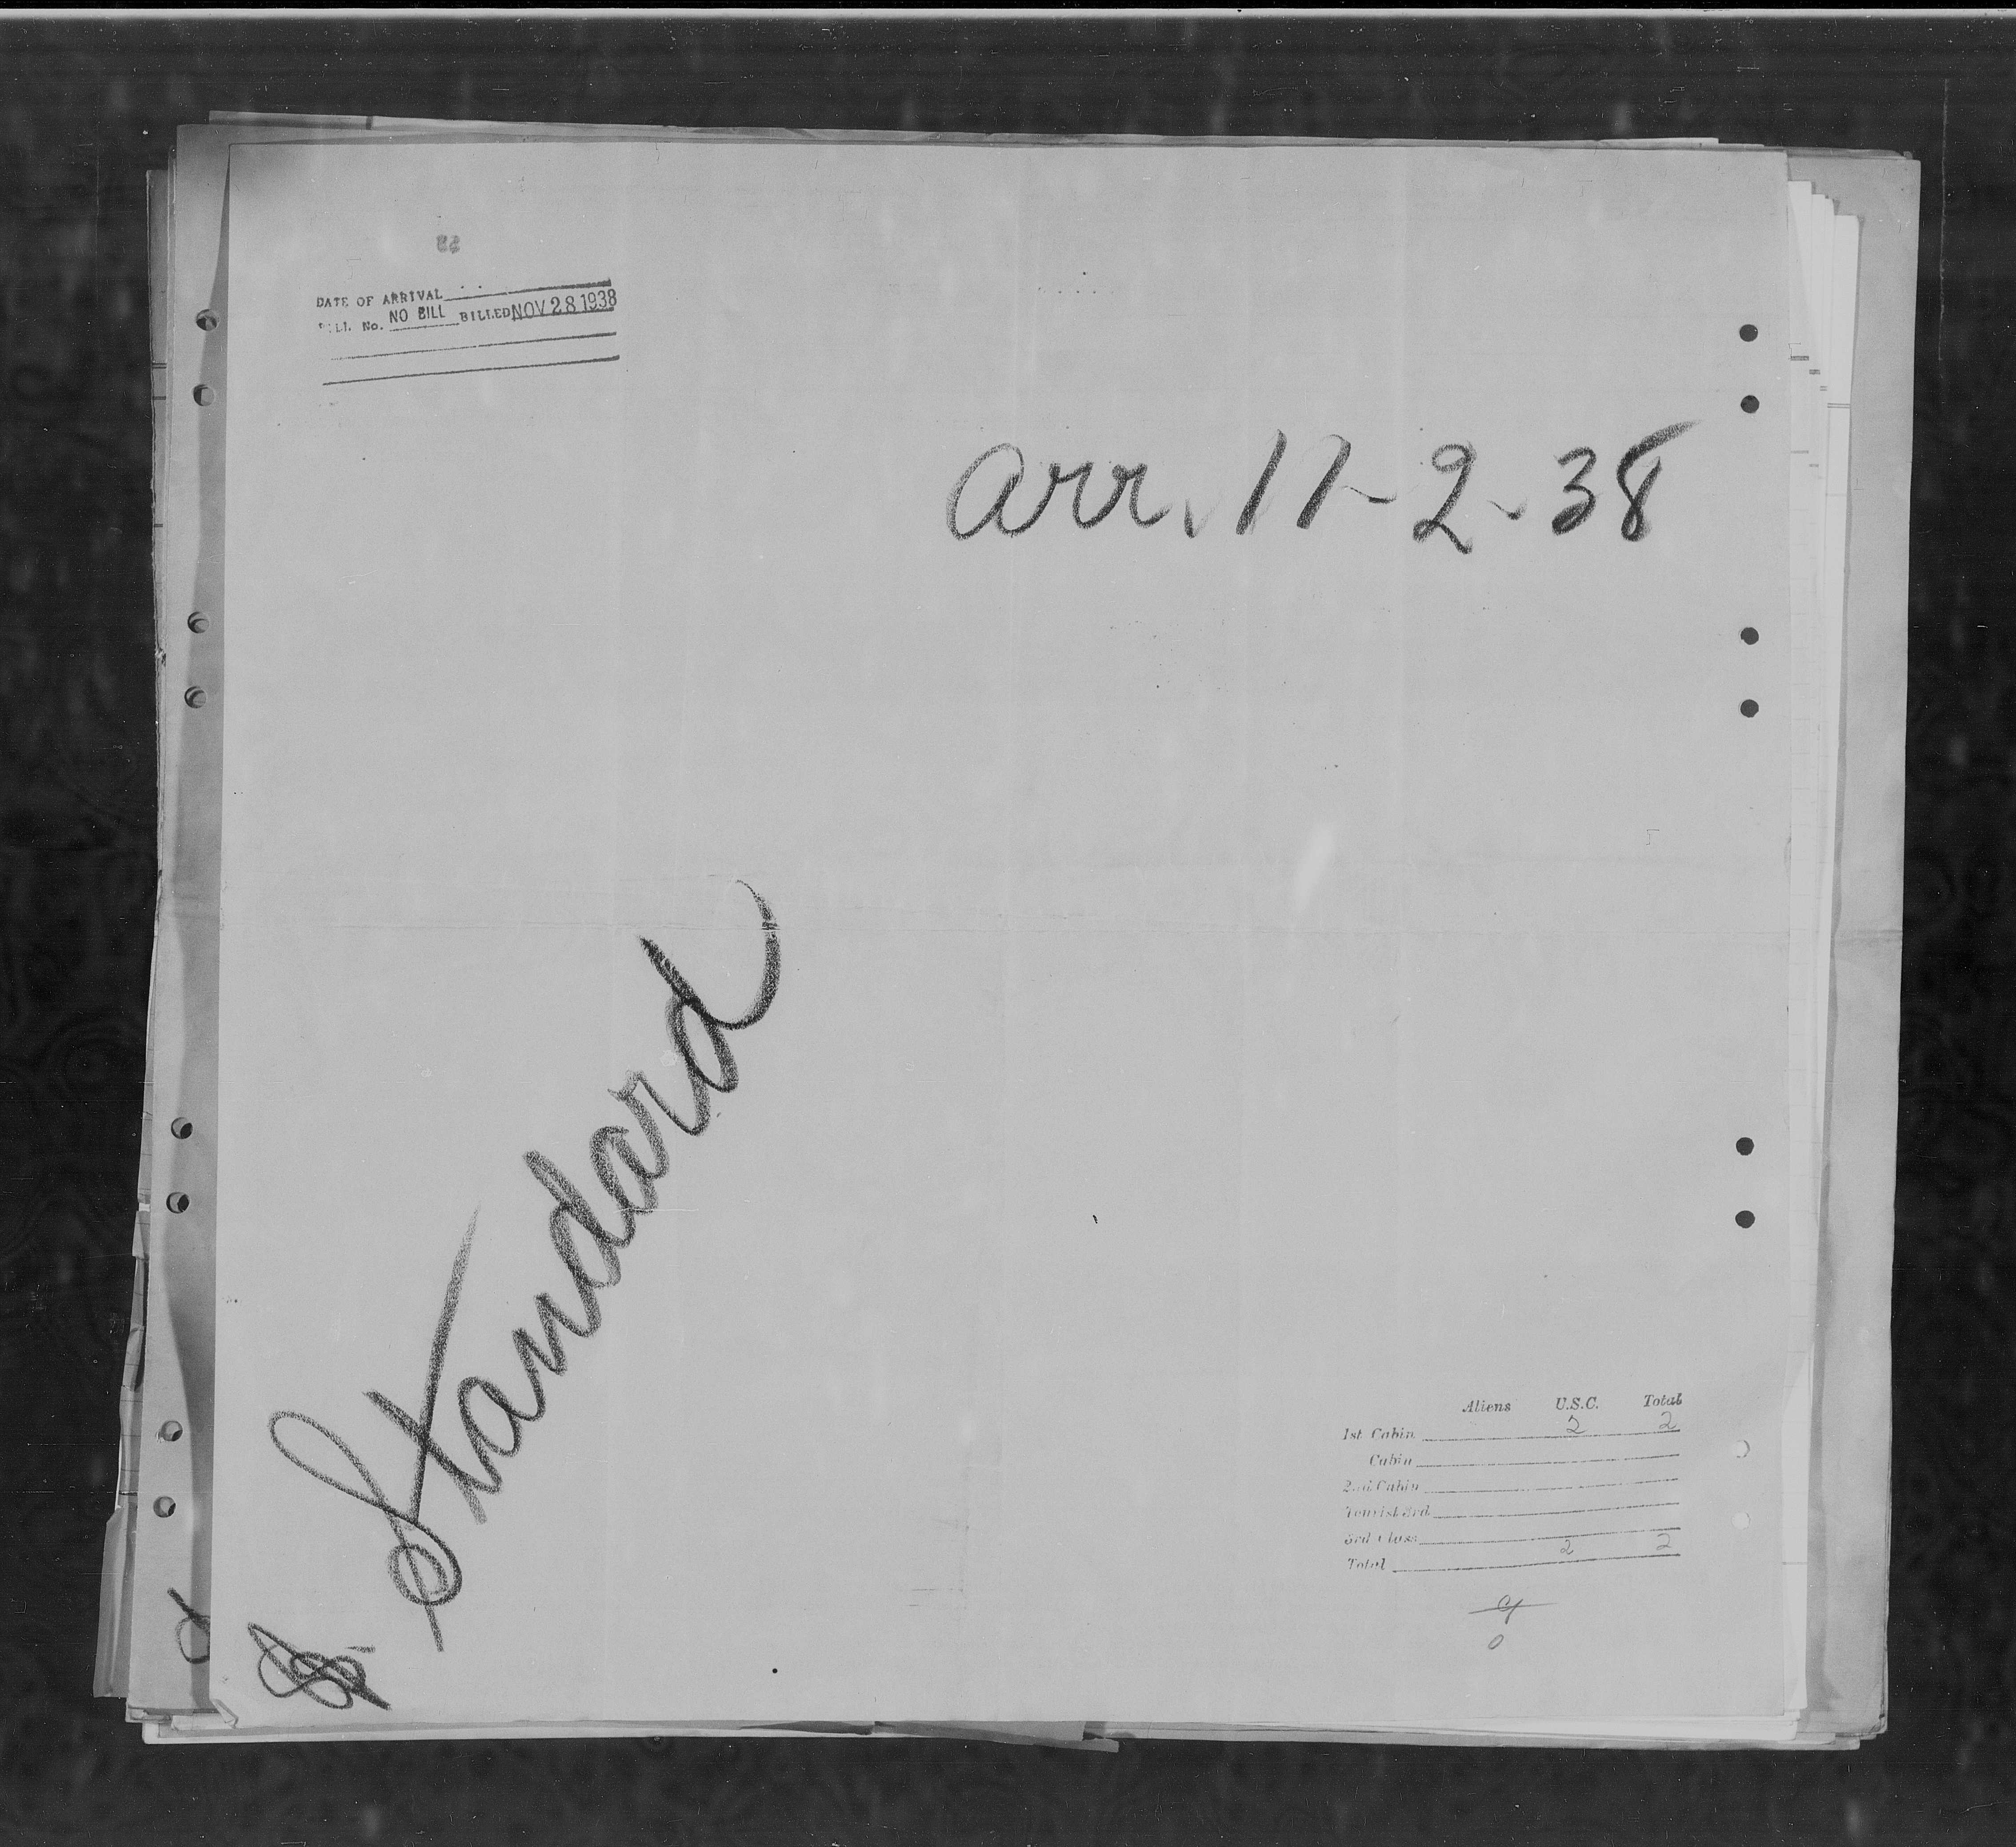 DATE OF ARRIVAL
BILL No. NO BILL BILLED NOV 28 1938
arr. 11-2-38
SS. Standard
Aliens U.S.C. Total
1st Cabin 2 2
Cabin
2nd Cabin
Tourist 3rd
3rd Class
Total 2 2
0